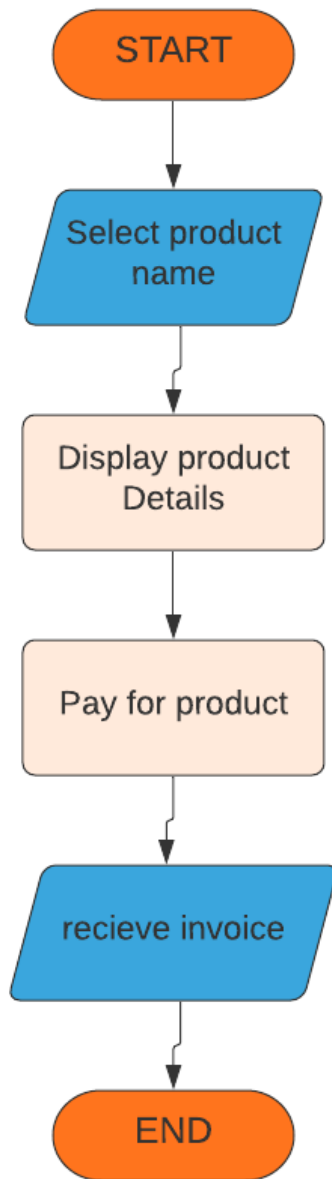 START
Select product
name
Display product
Details
Pay for product
recieve invoice
END